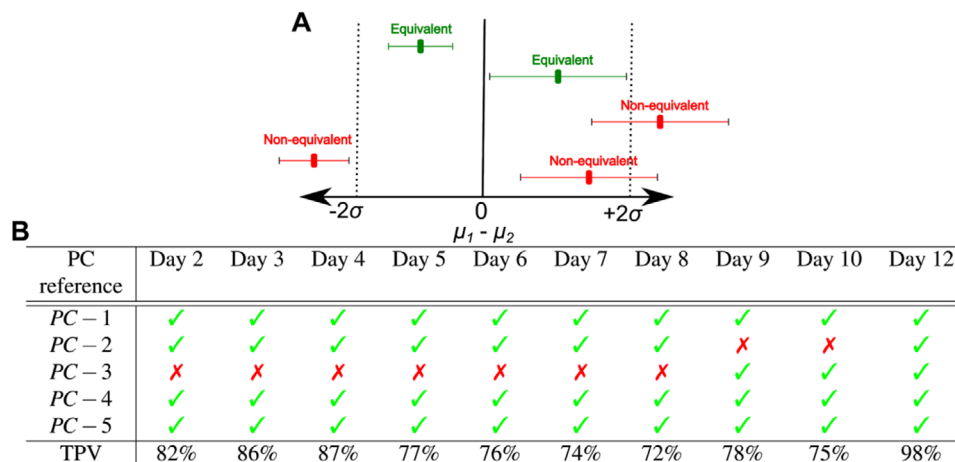 A
Equivalent
Equivalent
Non-equivalent
Non-equivalent
Non-equivalent
-2σ 0 +2σ
μ1 - μ2
B
PC reference Day 2 Day 3 Day 4 Day 5 Day 6 Day 7 Day 8 Day 9 Day 10 Day 12
PC – 1 ✓ ✓ ✓ ✓ ✓ ✓ ✓ ✓ ✓ ✓
PC – 2 ✓ ✓ ✓ ✓ ✓ ✓ ✓ ✗ ✗ ✓
PC – 3 ✗ ✗ ✗ ✗ ✗ ✗ ✗ ✓ ✓ ✓
PC – 4 ✓ ✓ ✓ ✓ ✓ ✓ ✓ ✓ ✓ ✓
PC – 5 ✓ ✓ ✓ ✓ ✓ ✓ ✓ ✓ ✓ ✓
TPV 82% 86% 87% 77% 76% 74% 72% 78% 75% 98%